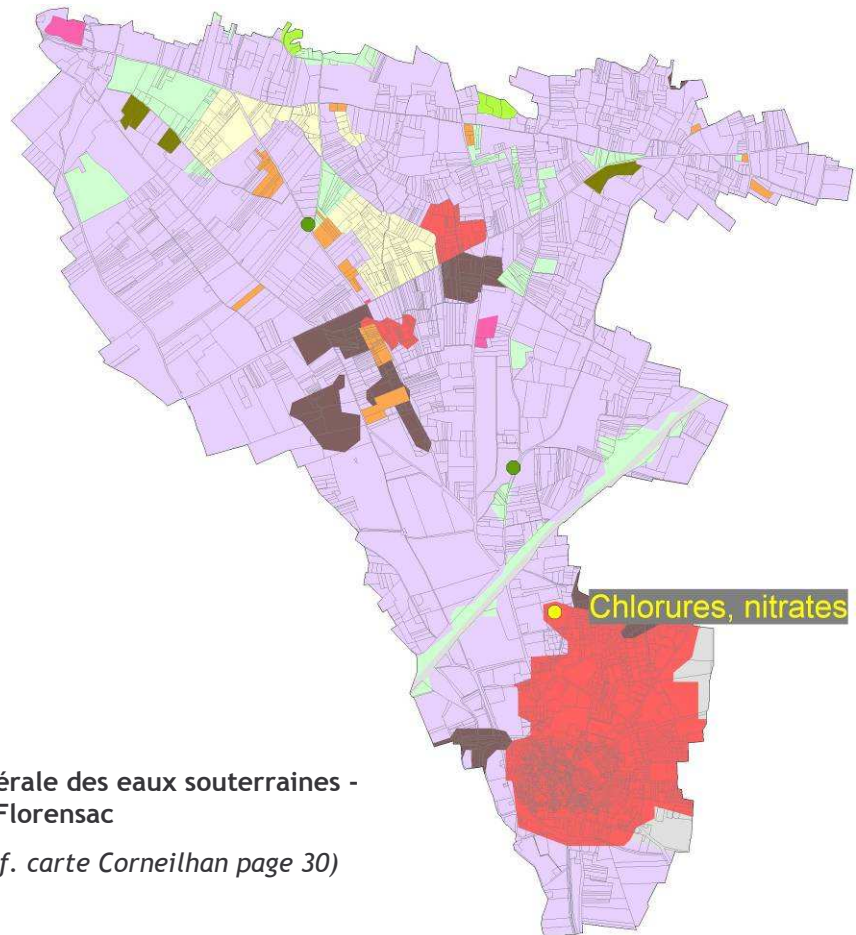 Chlorures, nitrates
érale des eaux souterraines -
Florensac
f. carte Corneilhan page 30)